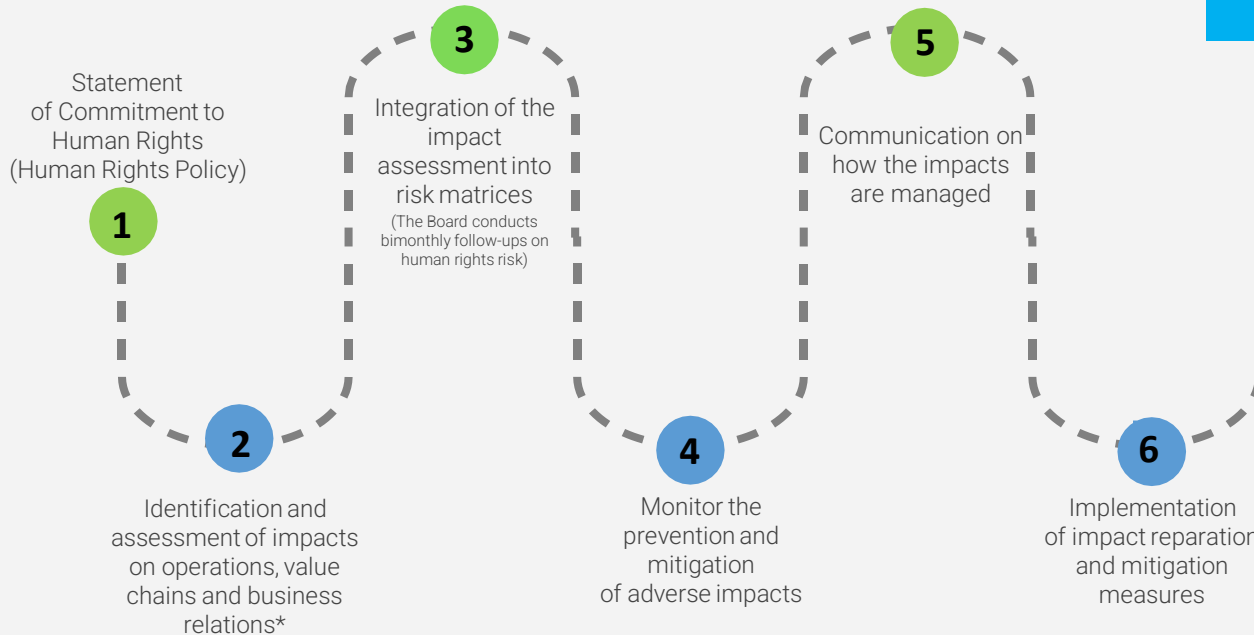 Statement
of Commitment to
Human Rights
(Human Rights Policy)
1
2
Identification and
assessment of impacts
on operations, value
chains and business
relations*
3
Integration of the
impact
assessment into
risk matrices
(The Board conducts
bimonthly follow-ups on
human rights risk)
4
Monitor the
prevention and
mitigation
of adverse impacts
5
Communication on
how the impacts
are managed
6
Implementation
of impact reparation
and mitigation
measures